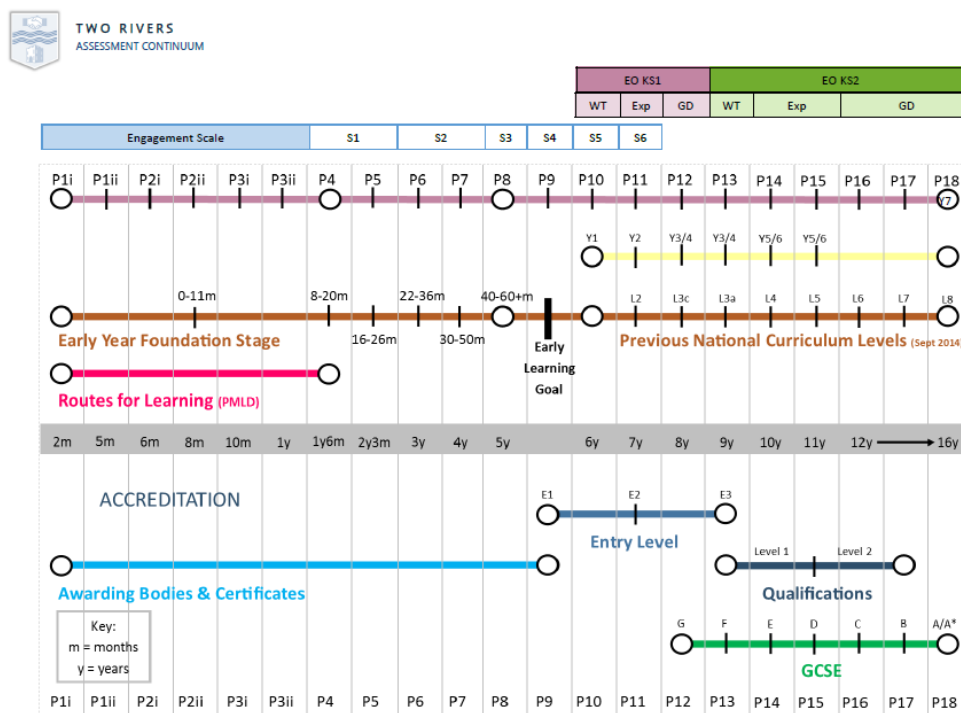 TWO RIVERS
ASSESSMENT CONTINUUM
EO KS1 EO KS2
WT Exp GD WT Exp GD
Engagement Scale S1 S2 S3 S4 S5 S6
P1i P1ii P2i P2ii P3i P3ii P4 P5 P6 P7 P8 P9 P10 P11 P12 P13 P14 P15 P16 P17 P18
Y7
Y1 Y2 Y3/4 Y3/4 Y5/6 Y5/6
0-11m 8-20m 22-36m 40-60+m L2 L3c L3a L4 L5 L6 L7 L8
Early Year Foundation Stage 16-26m 30-50m Early Learning Goal Previous National Curriculum Levels (Sept 2014)
Routes for Learning (PMLD)
2m 5m 6m 8m 10m 1y 1y6m 2y3m 3y 4y 5y 6y 7y 8y 9y 10y 11y 12y 16y
ACCREDITATION
E1 E2 E3
Entry Level
Level 1 Level 2
Awarding Bodies & Certificates Qualifications
Key:
m = months
y = years
G F E D C B A/A*
GCSE
P1i P1ii P2i P2ii P3i P3ii P4 P5 P6 P7 P8 P9 P10 P11 P12 P13 P14 P15 P16 P17 P18